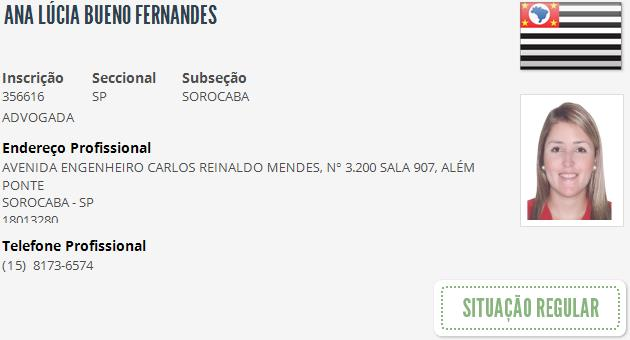 ANA LÚCIA BUENO FERNANDES
Inscrição Seccional Subseção
356616 SP SOROCABA
ADVOGADA
Endereço Profissional
AVENIDA ENGENHEIRO CARLOS REINALDO MENDES, Nº 3.200 SALA 907, ALÉM
PONTE
SOROCABA - SP
18013280
Telefone Profissional
(15) 8173-6574
SITUAÇÃO REGULAR